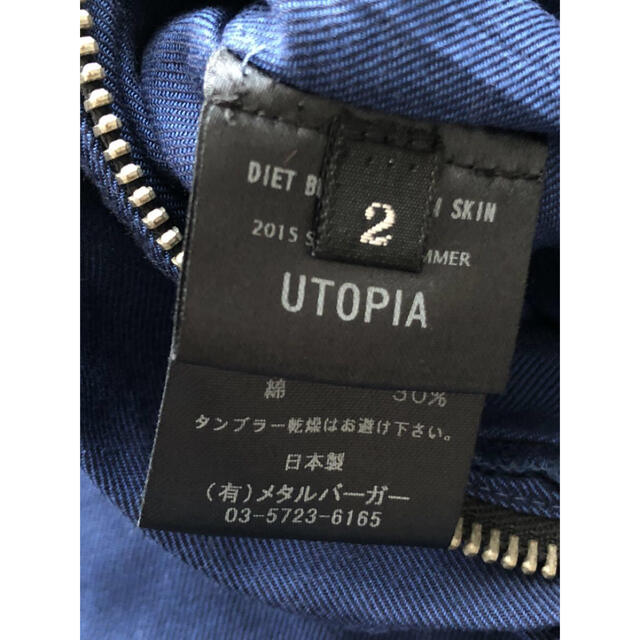 DIET SKIN
2
2015
UTOPIA
綿 30%
タンブラー乾燥はお避け下さい。
日本製
(有)メタルバーガー
03-5723-6165